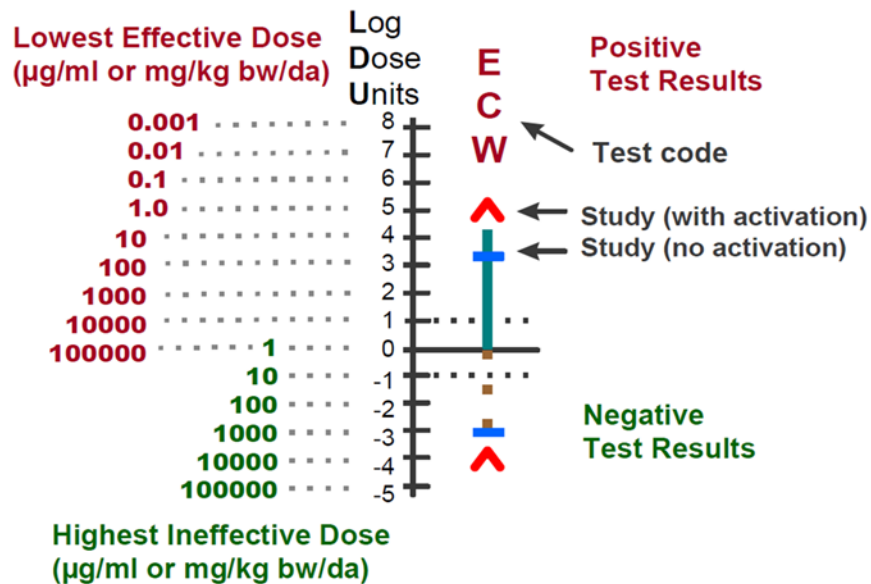 Lowest Effective Dose
(µg/ml or mg/kg bw/da)
Log
Dose
Units
E
C
W
Positive
Test Results
Test code
Study (with activation)
Study (no activation)
0.001 8
0.01 7
0.1 6
1.0 5
10 4
100 3
1000 2
10000 1
100000 1 0
10 -1
100 -2
1000 -3
10000 -4
100000 -5
Negative
Test Results
Highest Ineffective Dose
(µg/ml or mg/kg bw/da)